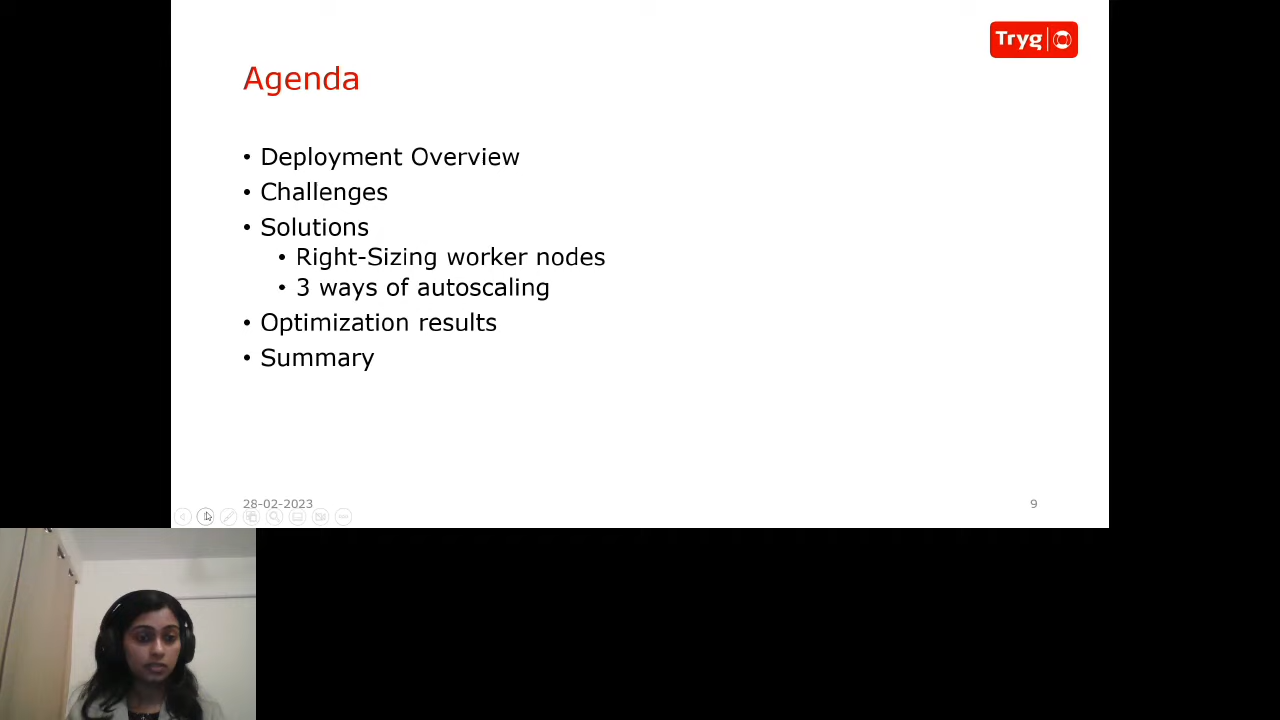 Tryg
Agenda
• Deployment Overview
• Challenges
• Solutions
• Right-Sizing worker nodes
• 3 ways of autoscaling
• Optimization results
• Summary
28-02-2023
9